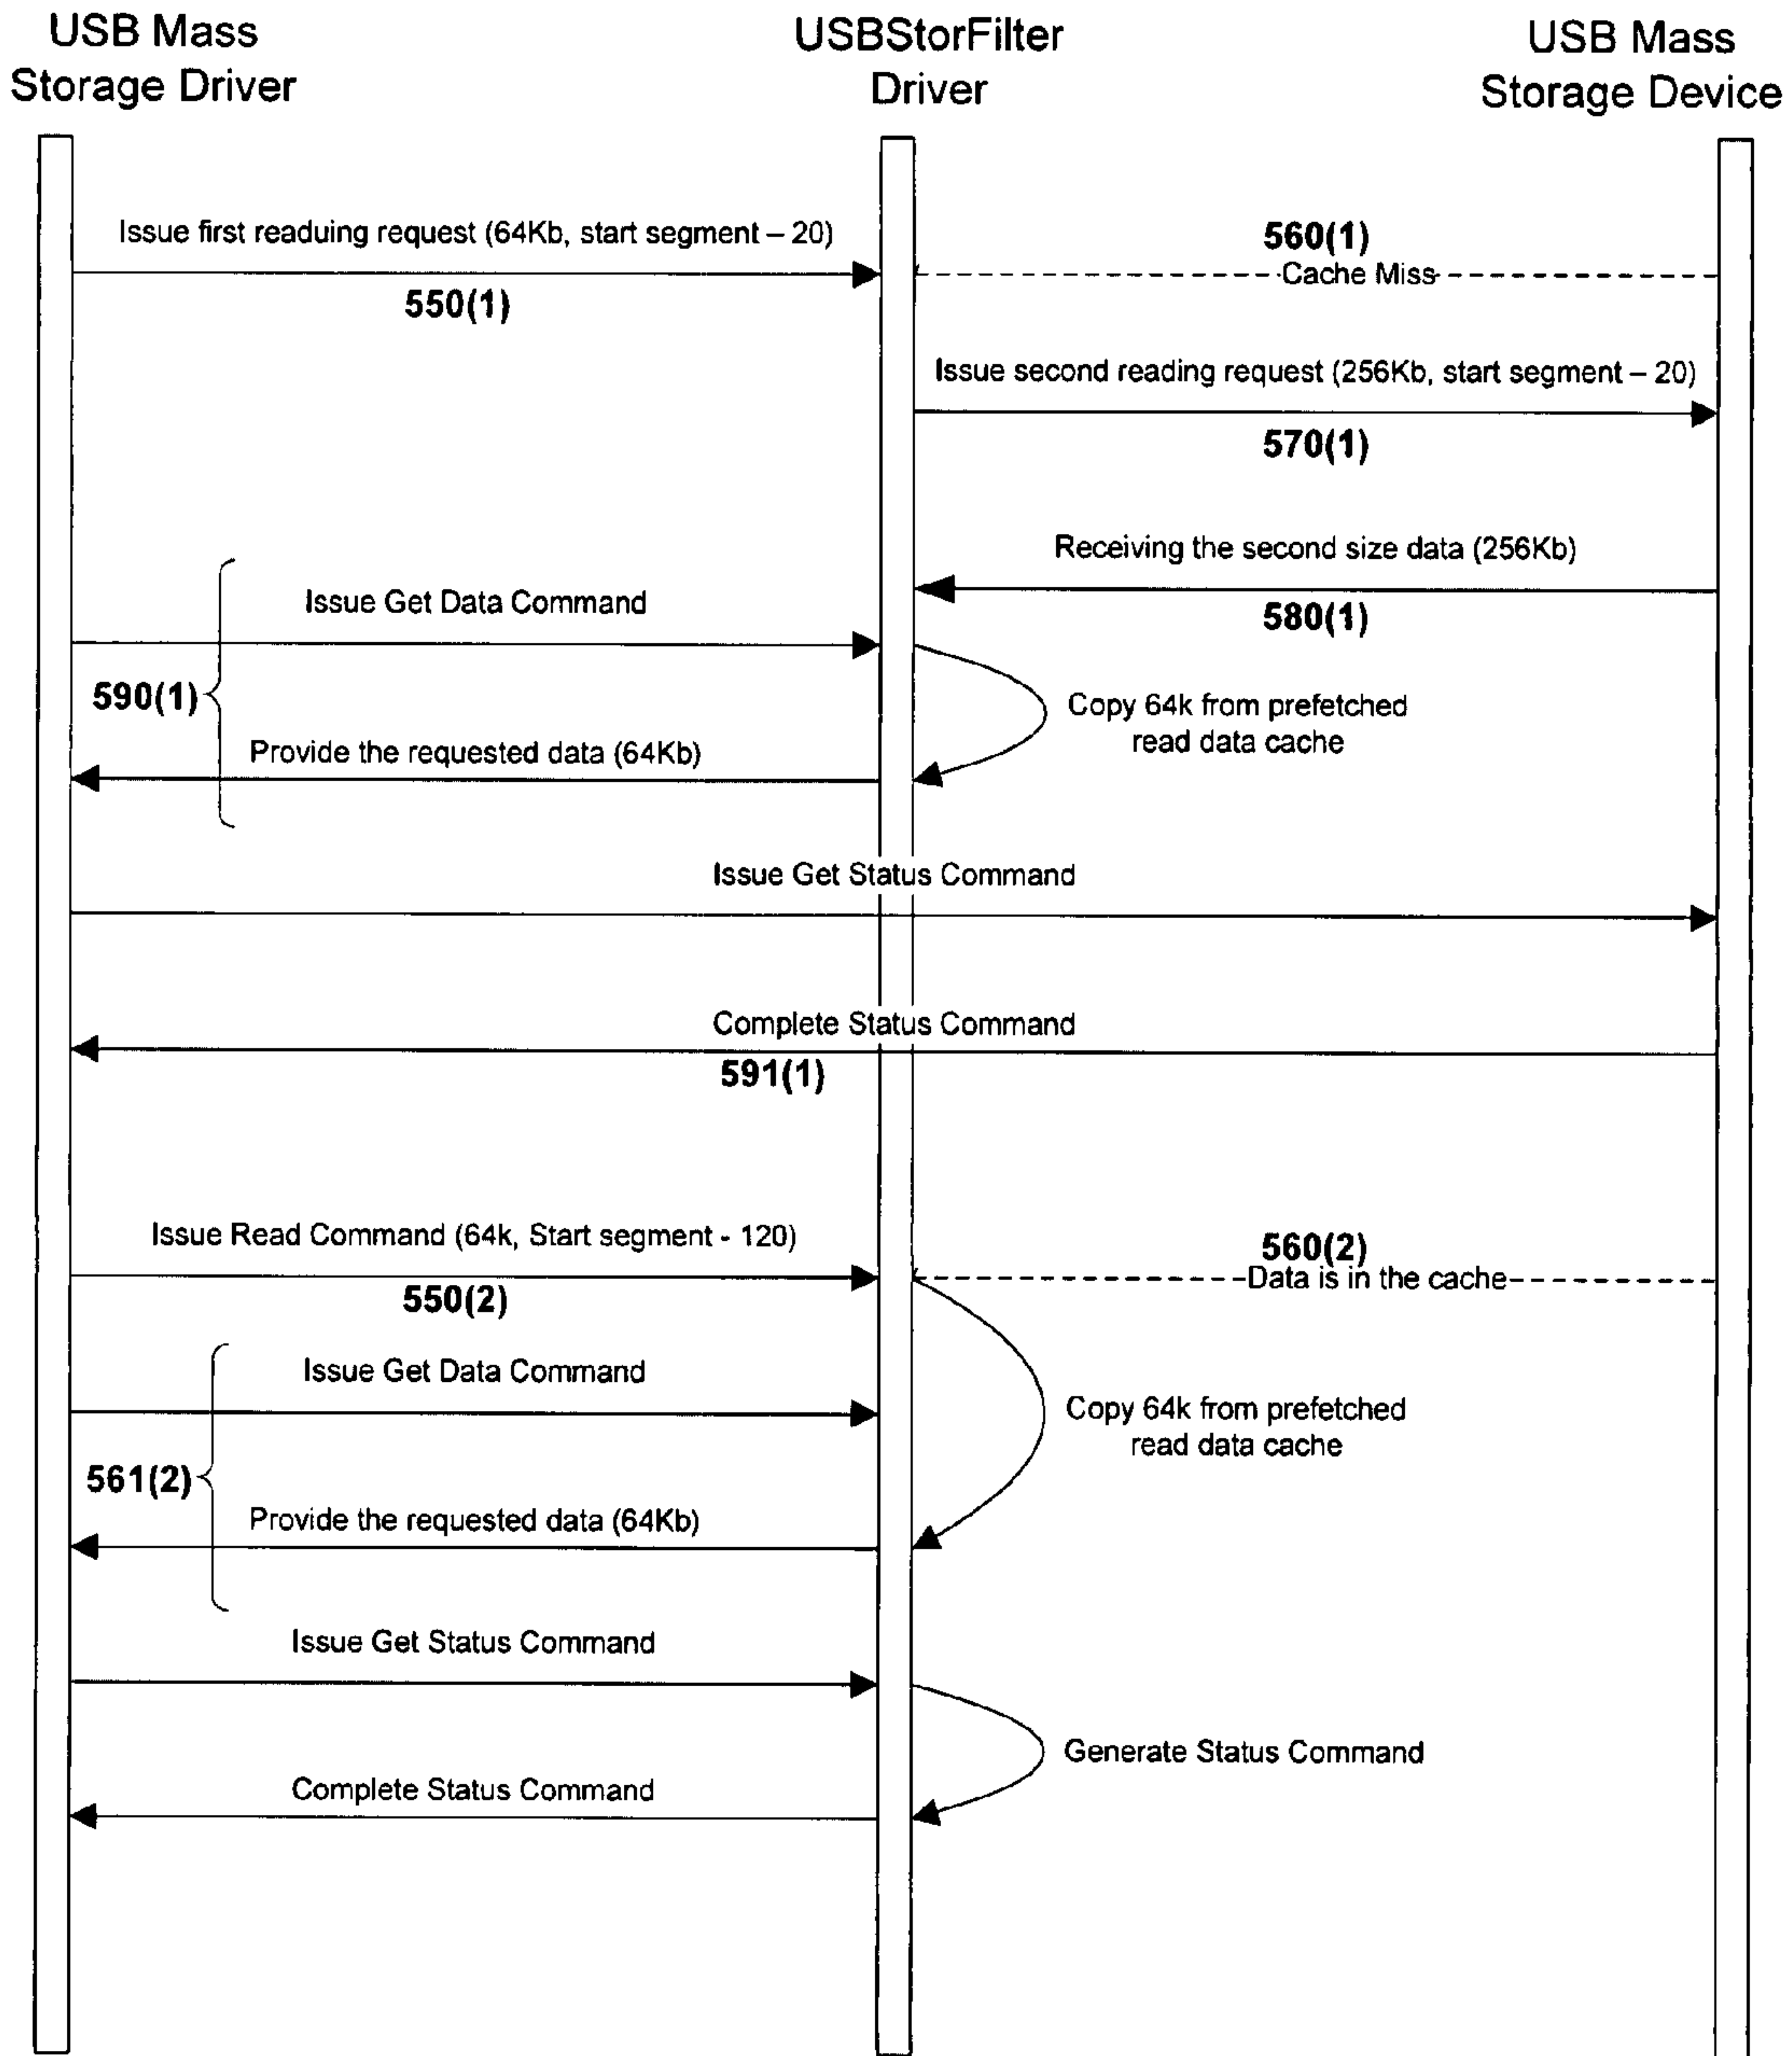 USB Mass
Storage Driver
USBStorFilter
Driver
USB Mass
Storage Device
Issue first readuing request (64Kb, start segment – 20)
550(1)
560(1)
Cache Miss
Issue second reading request (256Kb, start segment – 20)
570(1)
Receiving the second size data (256Kb)
580(1)
Issue Get Data Command
590(1)
Copy 64k from prefetched
read data cache
Provide the requested data (64Kb)
Issue Get Status Command
Complete Status Command
591(1)
Issue Read Command (64k, Start segment - 120)
550(2)
560(2)
Data is in the cache
Issue Get Data Command
Copy 64k from prefetched
read data cache
561(2)
Provide the requested data (64Kb)
Issue Get Status Command
Generate Status Command
Complete Status Command